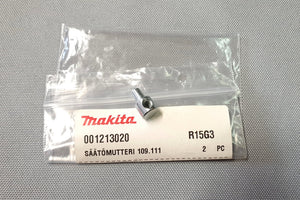 makita
001213020 R15G3
SÄÄTÖMUTTERI 109.111 2 PC